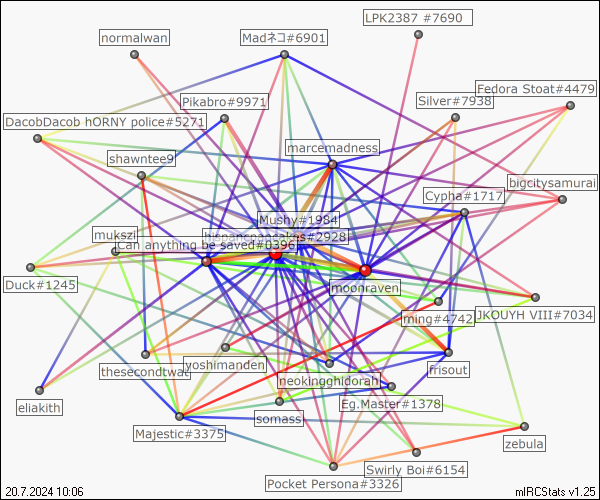 LPK2387 #7690
normalwan
Madネコ#6901
Fedora Stoat#4479
Pikabro#9971
Silver#7938
DacobDacob hORNY police#5271
marcemadness
shawntee9
bigcitysamurai
Cypha#1717
Mushy#1984
mukszi
hispanspancakes#2928
Can anything be saved#0396
Duck#1245
moonraven
JKOUYH VIII#7034
ming#4742
yoshimanden
thesecondtwat
frisout
neokingghidorah
eliakith
Eg.Master#1378
somass
Majestic#3375
zebula
Swirly Boi#6154
Pocket Persona#3326
20.7.2024 10:06
mIRCStats v1.25